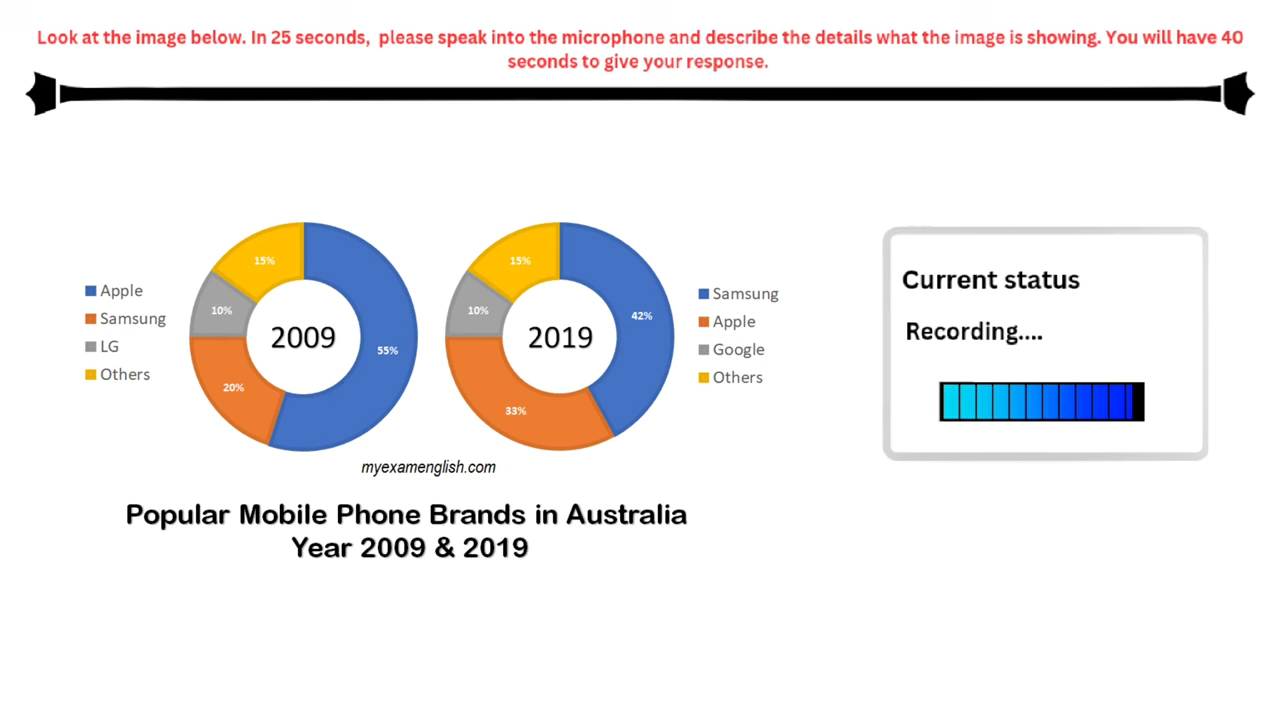 Look at the image below. In 25 seconds,  please speak into the microphone and describe the details what the image is showing. You will have 40
seconds to give your response.
Apple
Samsung
LG
Others
15%
10%
20%
55%
2009
15%
10%
33%
42%
2019
Samsung
Apple
Google
Others
myexamenglish.com
Popular Mobile Phone Brands in Australia
Year 2009 & 2019
Current status
Recording....